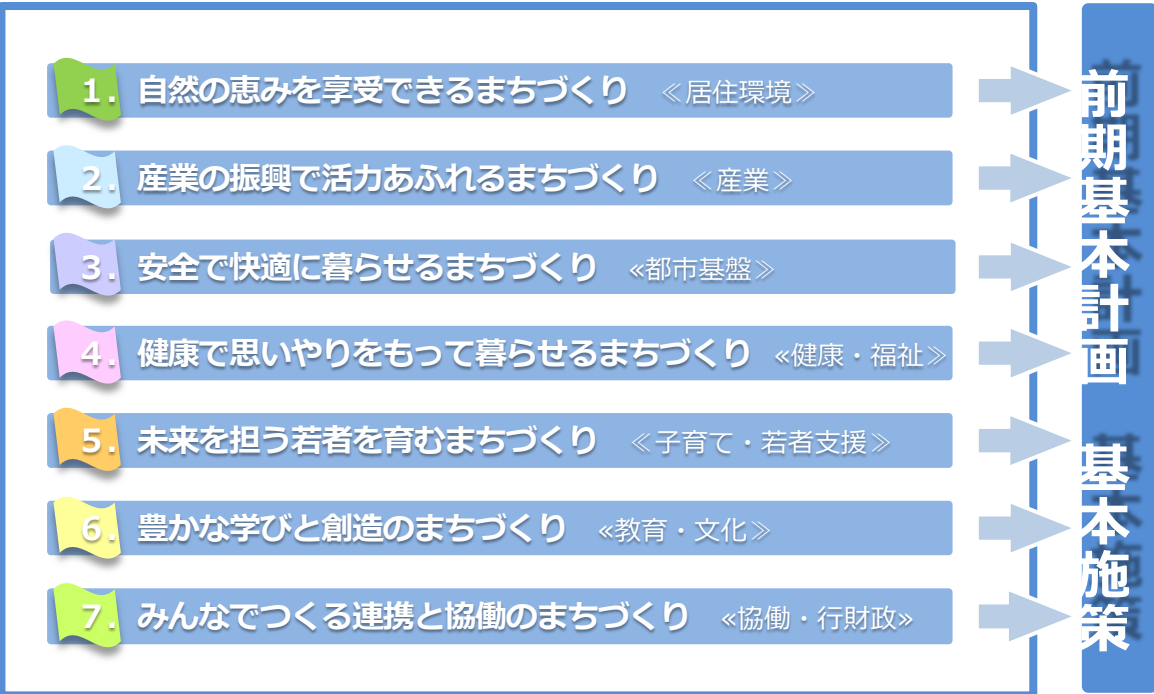 1. 自然の恵みを享受できるまちづくり ≪居住環境≫
2. 産業の振興で活力あふれるまちづくり ≪産業≫
3. 安全で快適に暮らせるまちづくり «都市基盤≫
4. 健康で思いやりをもって暮らせるまちづくり «健康・福祉≫
5. 未来を担う若者を育むまちづくり ≪子育て・若者支援≫
6. 豊かな学びと創造のまちづくり «教育・文化≫
7. みんなでつくる連携と協働のまちづくり «協働・行財政»
前期基本計画 基本施策